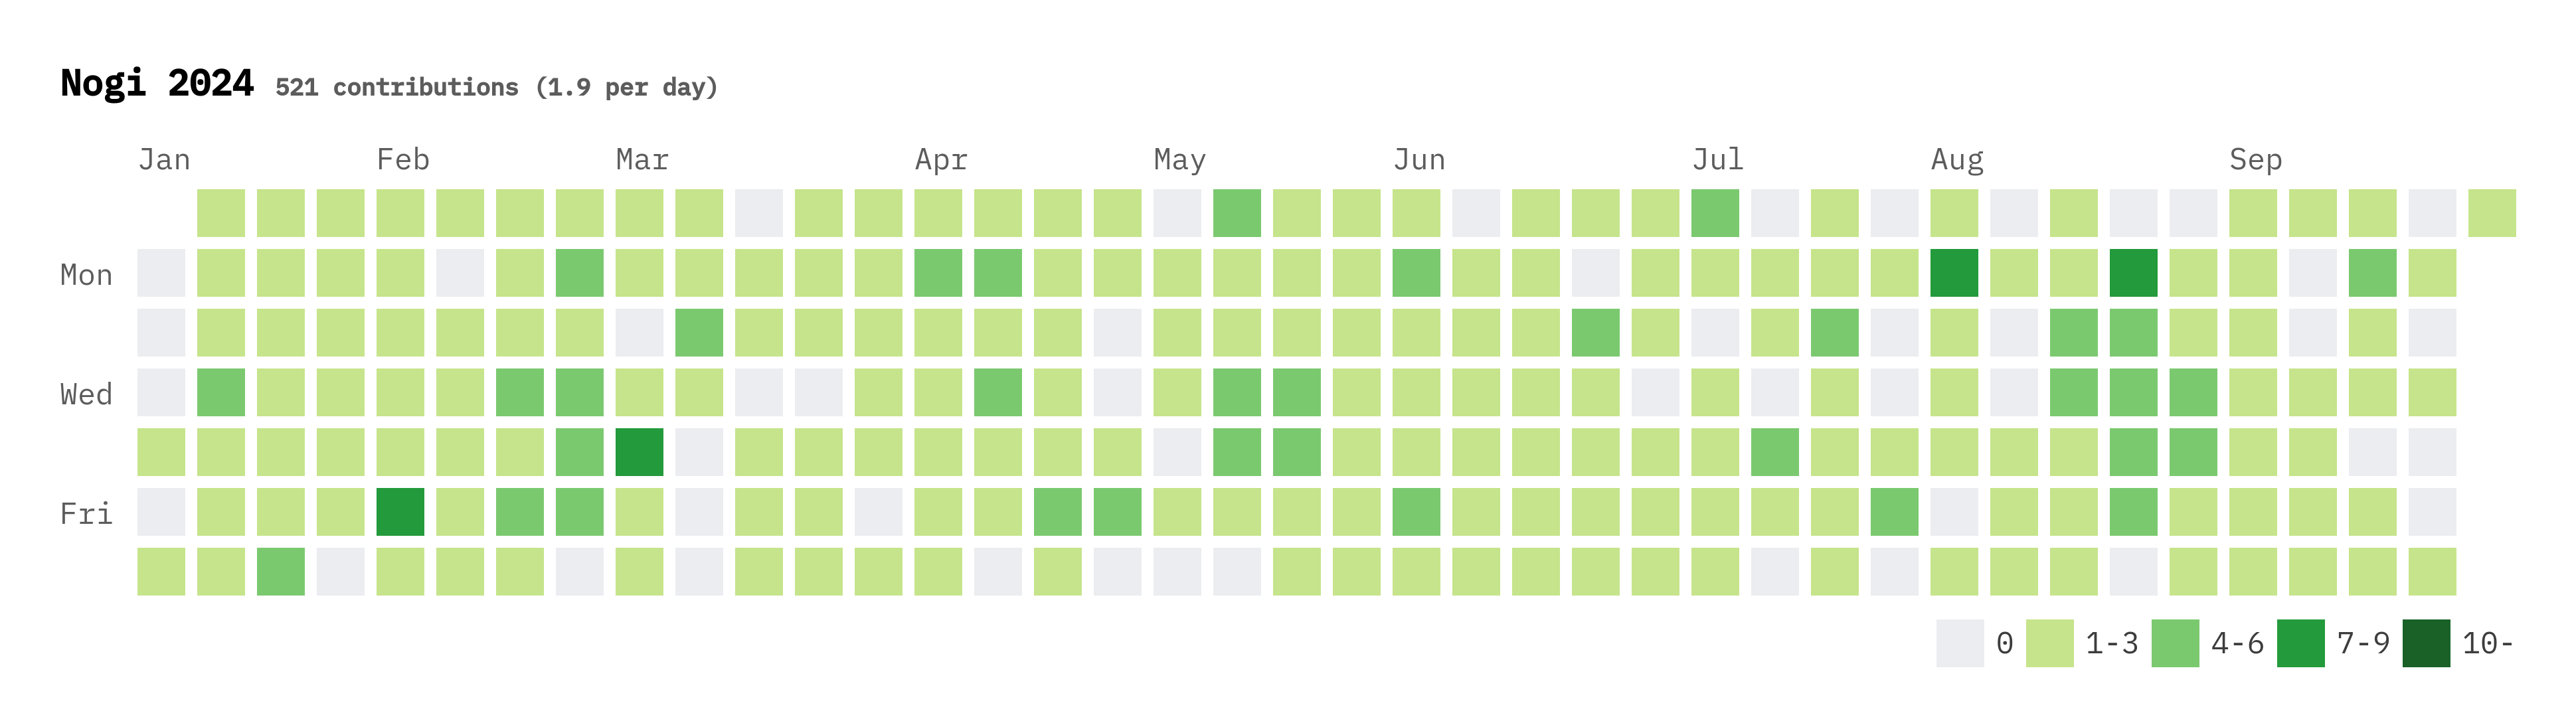 Nogi 2024 521 contributions (1.9 per day)
Jan Feb Mar Apr May Jun Jul Aug Sep
Mon
Wed
Fri
0 1-3 4-6 7-9 10-